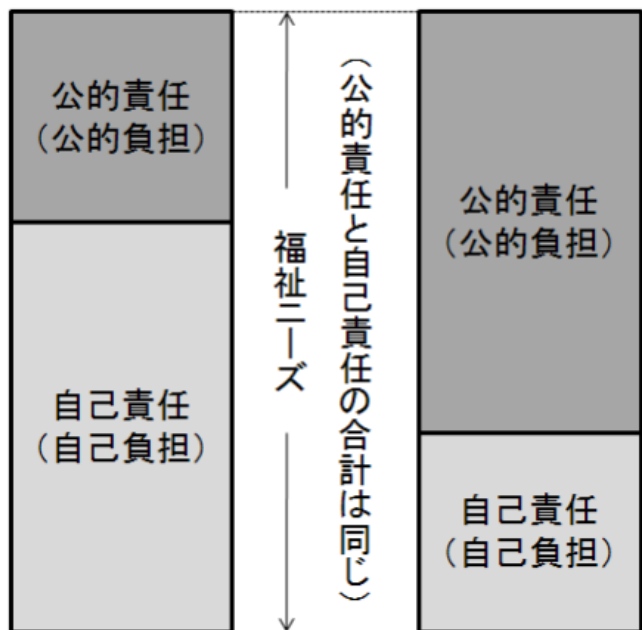 公的責任
（公的負担）
自己責任
（自己負担）
福祉ニーズ
（公的責任と自己責任の合計は同じ）
公的責任
（公的負担）
自己責任
（自己負担）